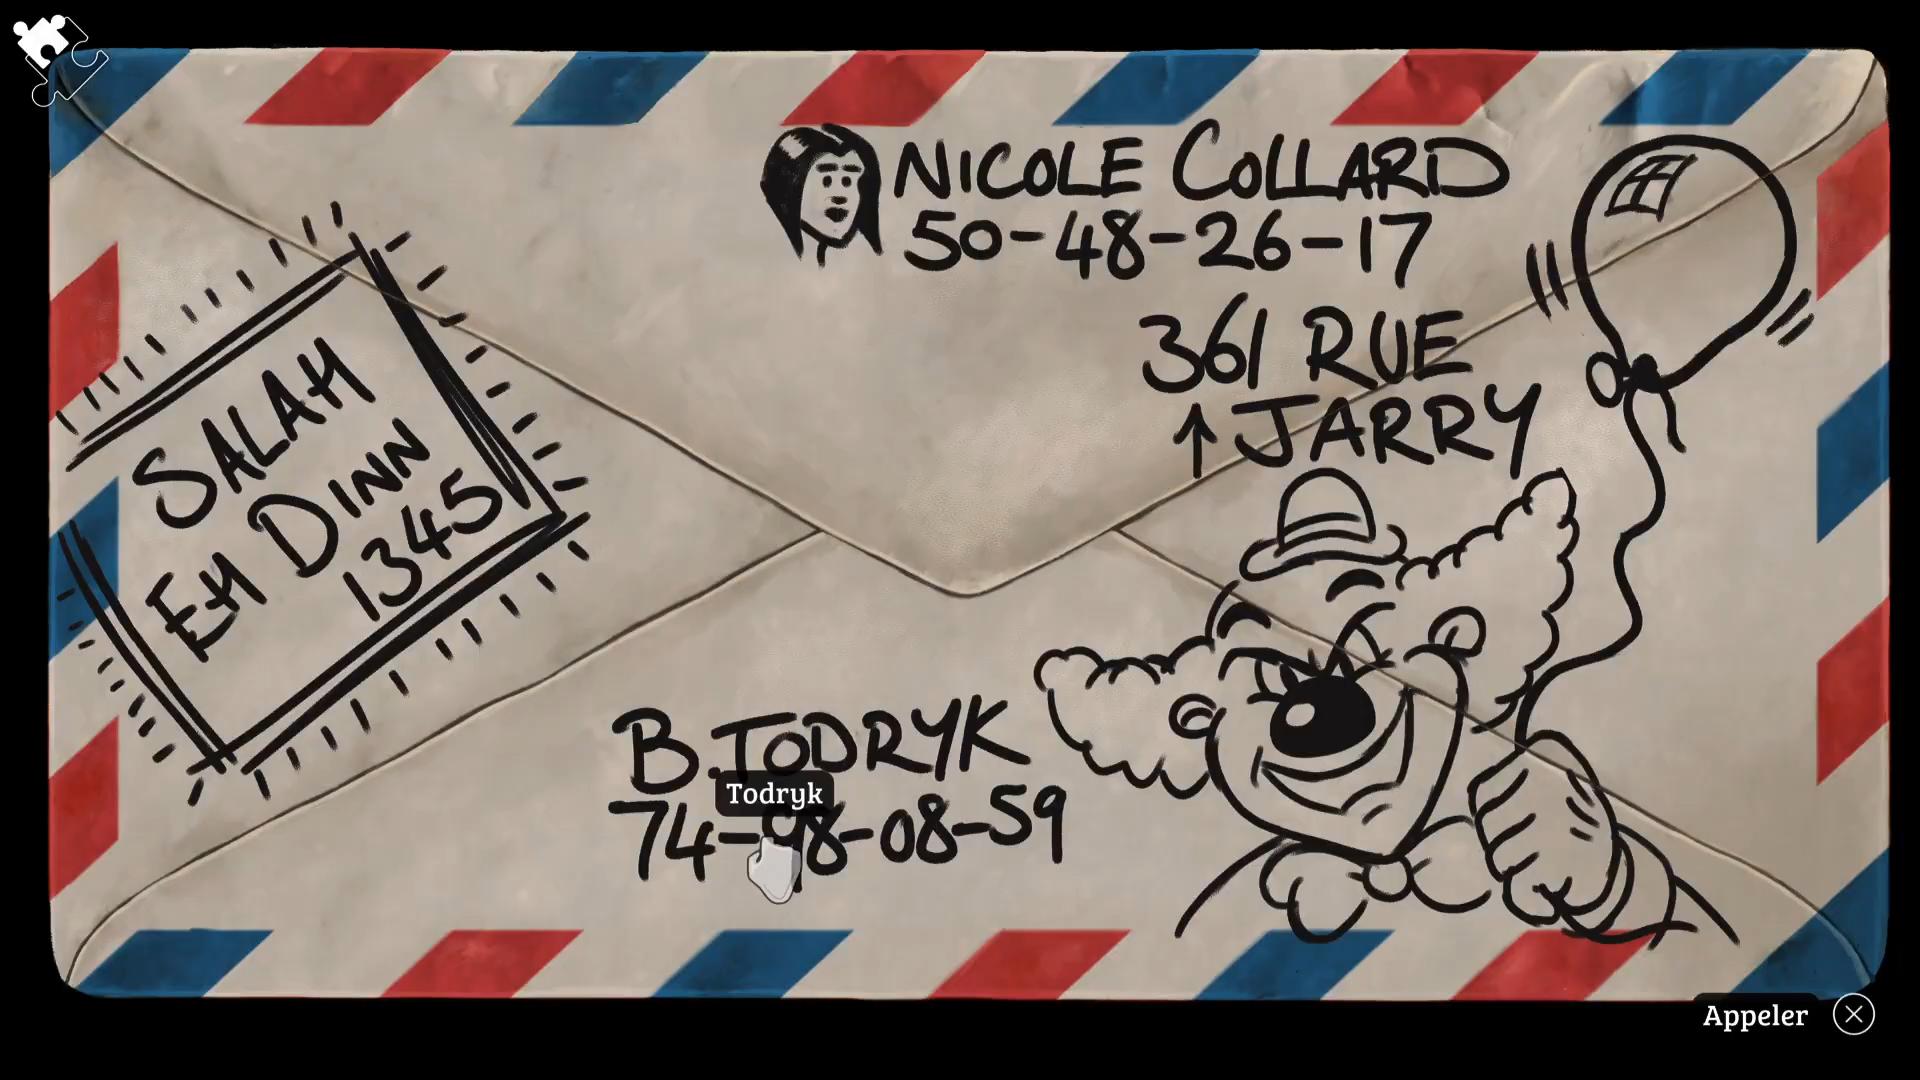 NICOLE COLLARD
50-48-26-17
361 RUE
JARRY
SALAH
EH DINN
1345
B.TODRYK
Todryk
74-98-08-59
Appeler